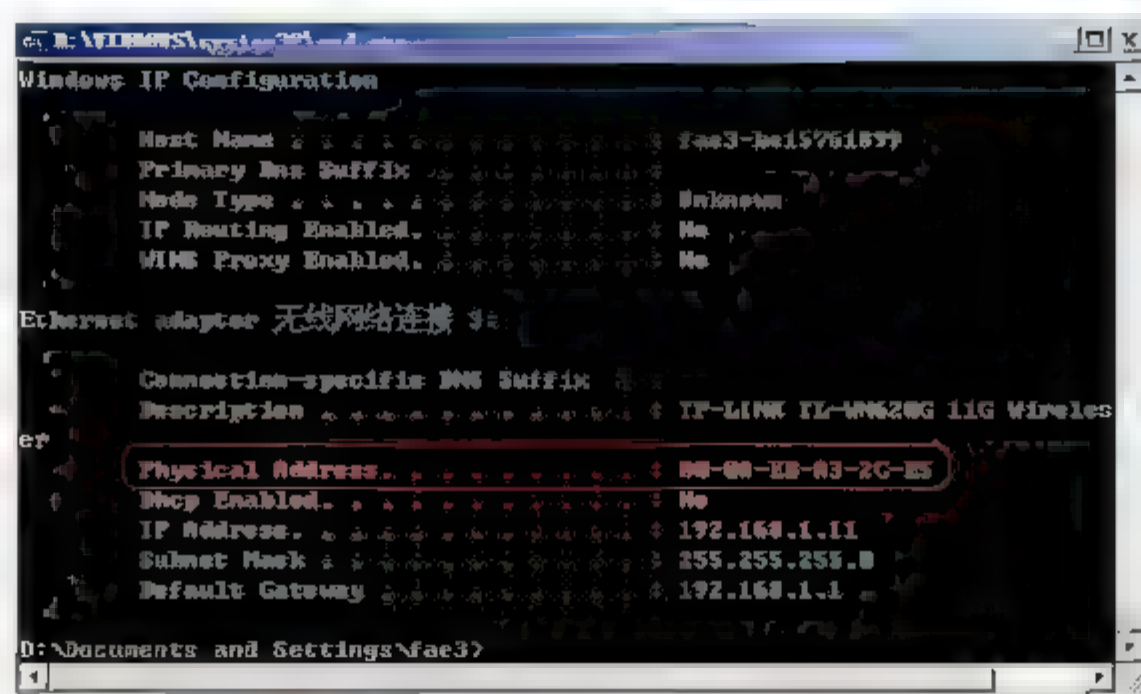 Windows IP Configuration
Host Name . . . . . . . . . . . . : fae3-be15761899
Primary Dns Suffix . . . . . . . :
Node Type . . . . . . . . . . . . : Unknown
IP Routing Enabled. . . . . . . . : No
WINS Proxy Enabled. . . . . . . . : No
Ethernet adapter 无线网络连接 3:
Connection-specific DNS Suffix . :
Description . . . . . . . . . . . : TP-LINK TL-WN620G 11G Wireles
er
Physical Address. . . . . . . . . :
Dhcp Enabled. . . . . . . . . . . : No
IP Address. . . . . . . . . . . . : 192.168.1.11
Subnet Mask . . . . . . . . . . . : 255.255.255.0
Default Gateway . . . . . . . . . : 192.168.1.1
D:\Documents and Settings\fae3>